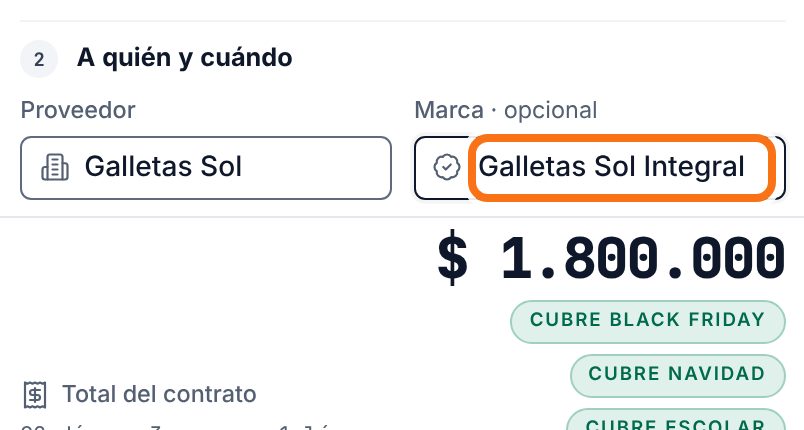 2 A quién y cuándo
Proveedor
Marca · opcional
Galletas Sol
Galletas Sol Integral
$ 1.800.000
CUBRE BLACK FRIDAY
CUBRE NAVIDAD
Total del contrato
CUBRE ESCOLAR